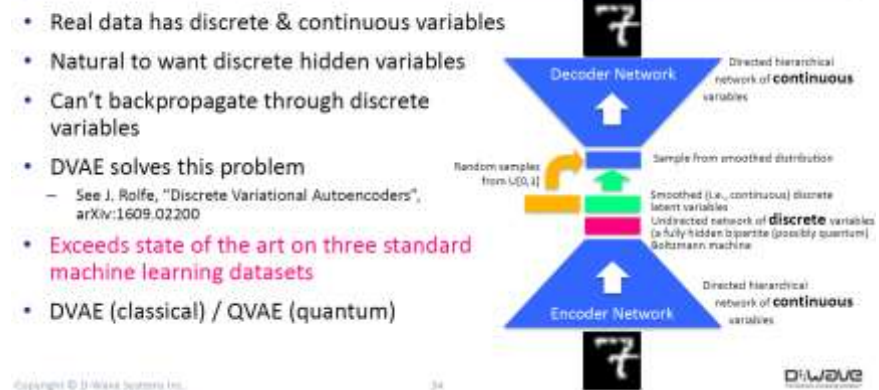 • Real data has discrete & continuous variables
• Natural to want discrete hidden variables
• Can't backpropagate through discrete
variables
• DVAE solves this problem
– See J. Rolfe, "Discrete Variational Autoencoders",
arXiv:1609.02200
• Exceeds state of the art on three standard
machine learning datasets
• DVAE (classical) / QVAE (quantum)
Decoder Network
Directed hierarchical
network of continuous
variables
Random samples
from U[0,1]
Sample from smoothed distribution
Smoothed (i.e., continuous) discrete
latent variables
Undirected network of discrete variables
(a fully hidden bipartite (possibly quantum)
Boltzmann machine
Encoder Network
Directed hierarchical
network of continuous
variables
Copyright © D-Wave Systems Inc.
34
D:wave